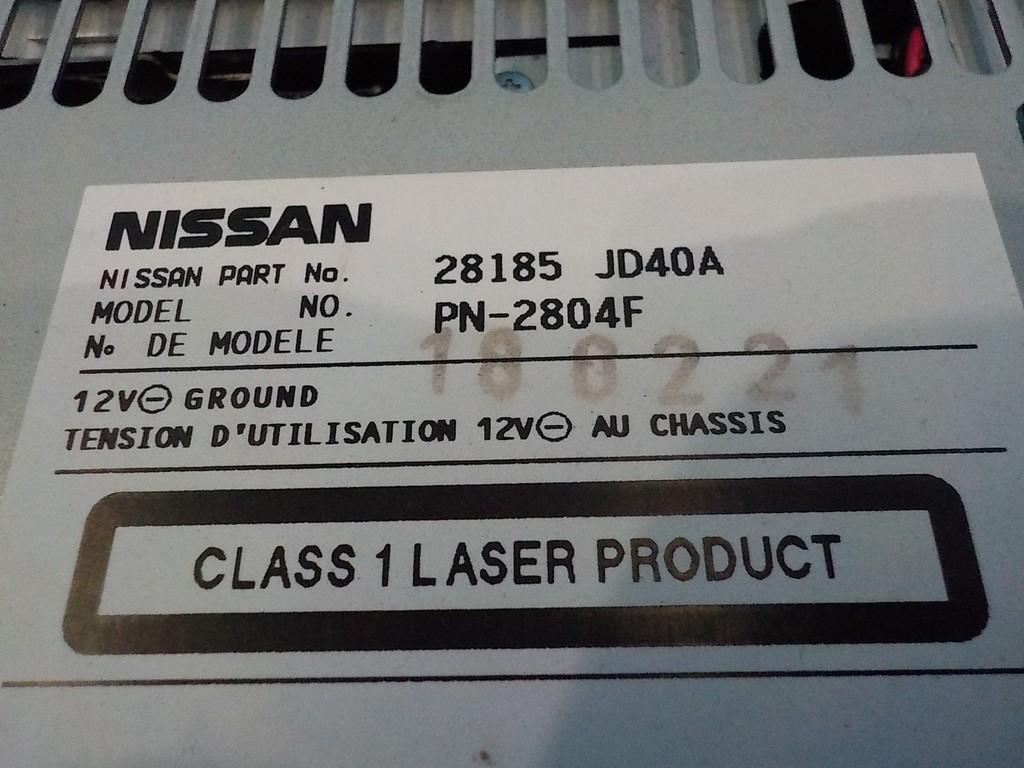 NISSAN
NISSAN PART No. 28185 JD40A
MODEL NO. PN-2804F
No DE MODELE
180221
12V⊖ GROUND
TENSION D'UTILISATION 12V⊖ AU CHASSIS
CLASS 1 LASER PRODUCT